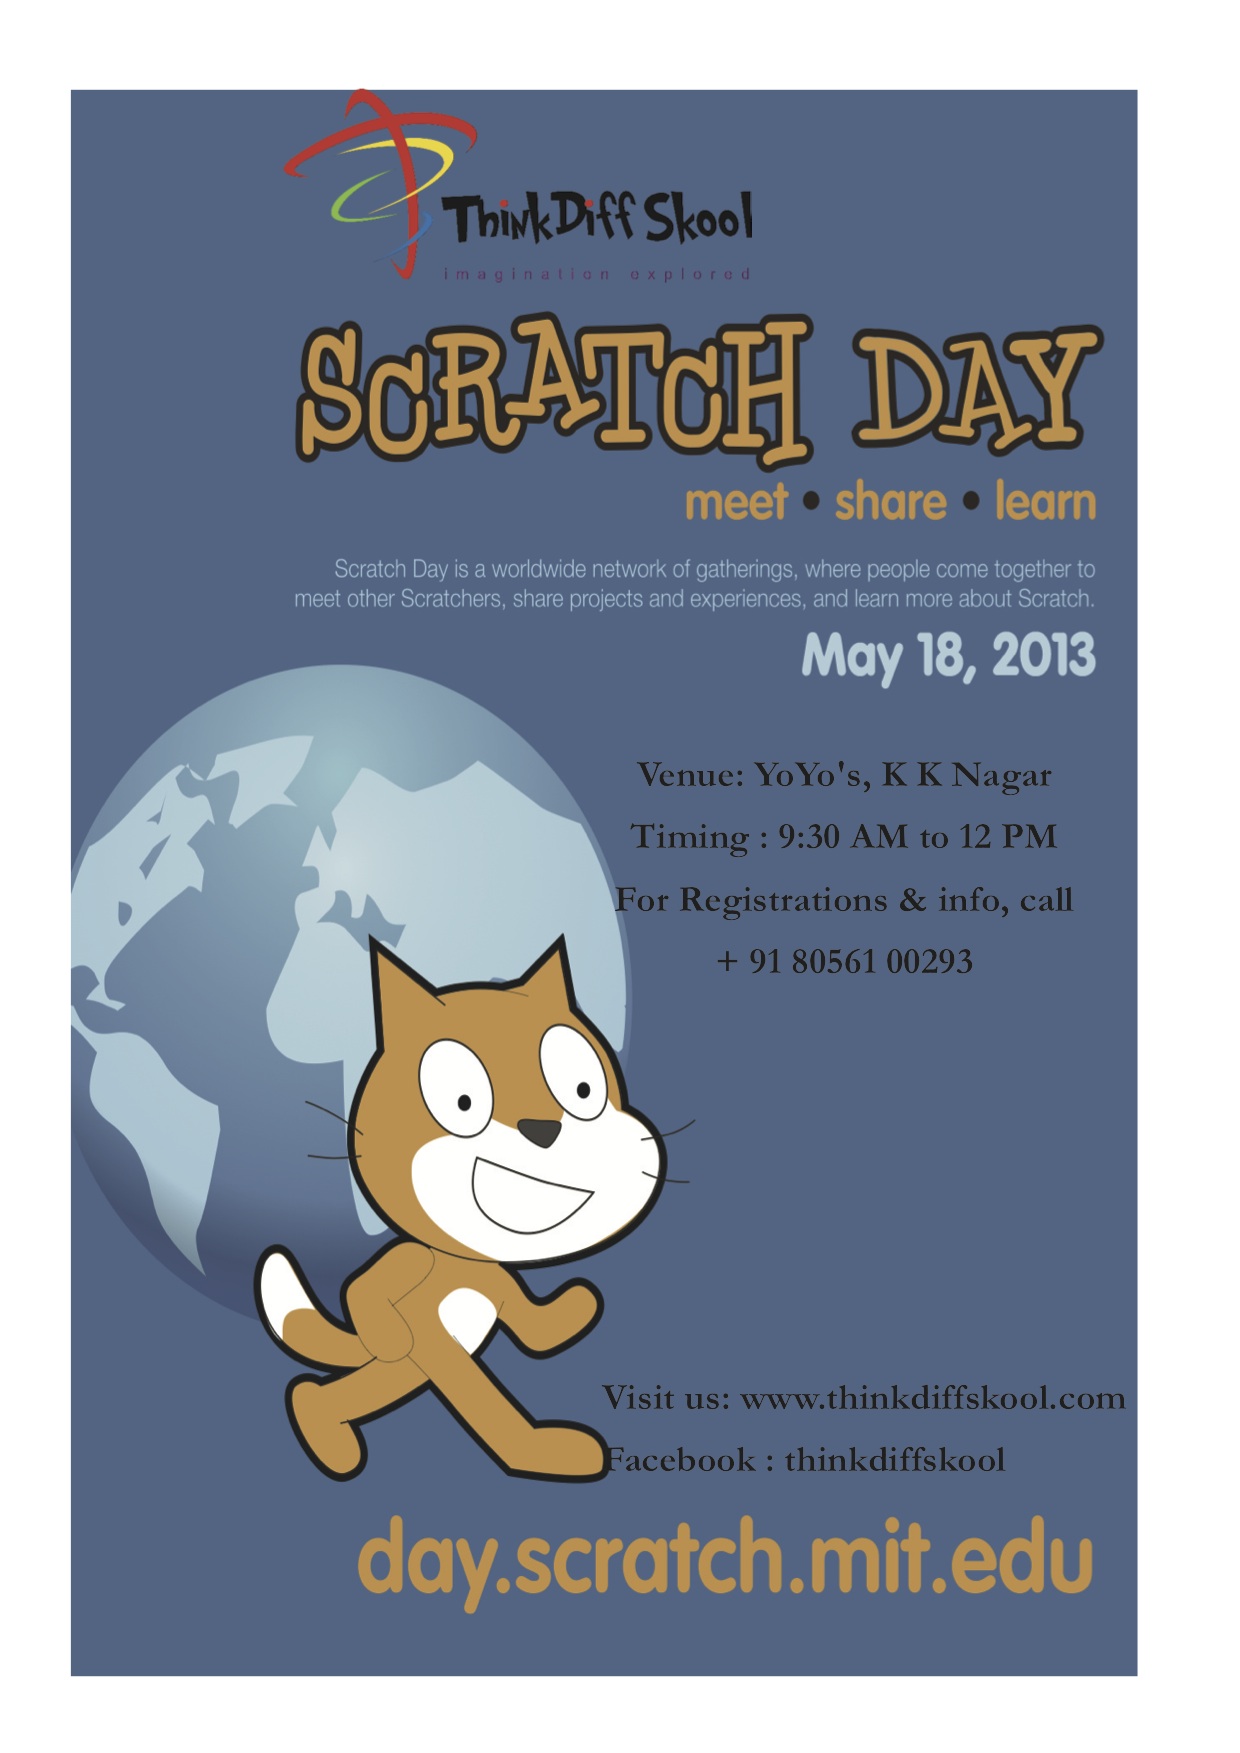 ThinkDiff Skool
imagination explored
SCRATCH DAY
meet • share • learn
Scratch Day is a worldwide network of gatherings, where people come together to
meet other Scratchers, share projects and experiences, and learn more about Scratch.
May 18, 2013
Venue: YoYo's, K K Nagar
Timing : 9:30 AM to 12 PM
For Registrations & info, call
+ 91 80561 00293
Visit us: www.thinkdiffskool.com
Facebook : thinkdiffskool
day.scratch.mit.edu